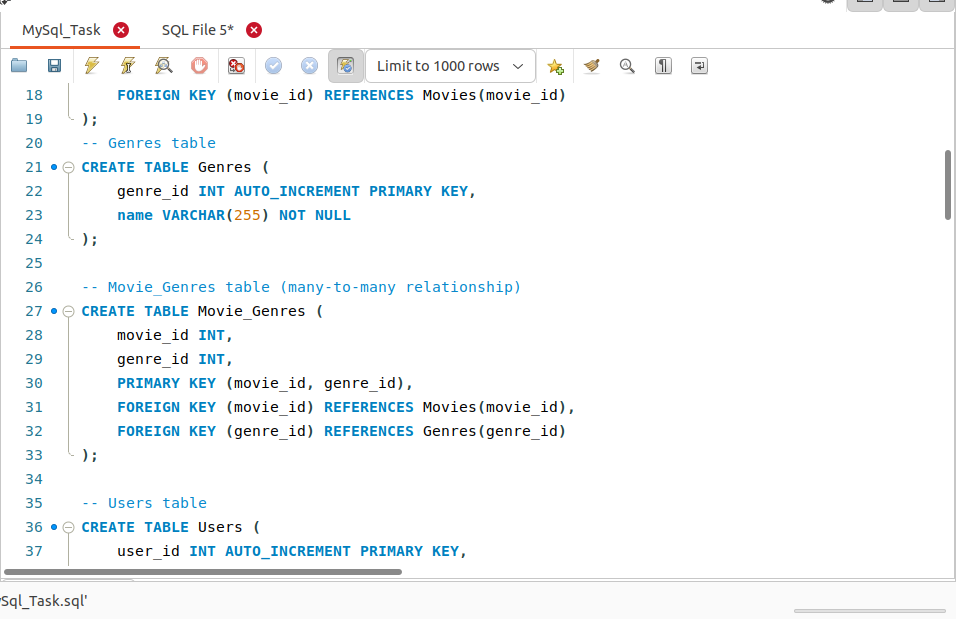 MySql_Task SQL File 5*
Limit to 1000 rows
18 FOREIGN KEY (movie_id) REFERENCES Movies(movie_id)
19 );
20 -- Genres table
21 CREATE TABLE Genres (
22 genre_id INT AUTO_INCREMENT PRIMARY KEY,
23 name VARCHAR(255) NOT NULL
24 );
25
26 -- Movie_Genres table (many-to-many relationship)
27 CREATE TABLE Movie_Genres (
28 movie_id INT,
29 genre_id INT,
30 PRIMARY KEY (movie_id, genre_id),
31 FOREIGN KEY (movie_id) REFERENCES Movies(movie_id),
32 FOREIGN KEY (genre_id) REFERENCES Genres(genre_id)
33 );
34
35 -- Users table
36 CREATE TABLE Users (
37 user_id INT AUTO_INCREMENT PRIMARY KEY,
ySql_Task.sql'